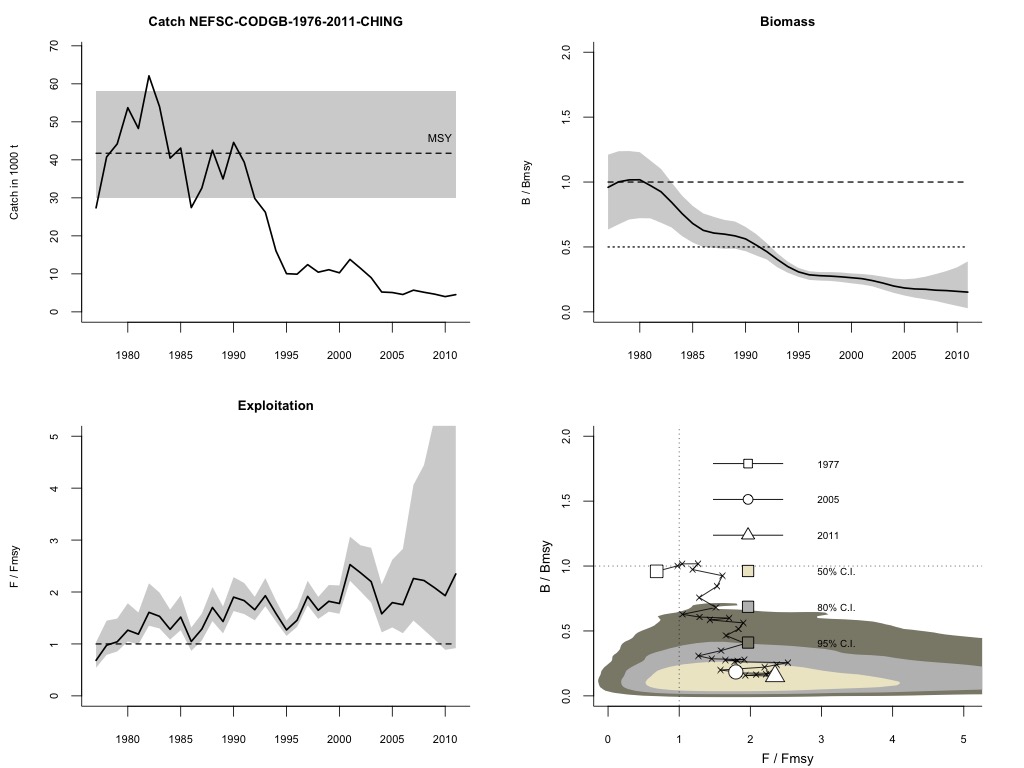 Catch NEFSC-CODGB-1976-2011-CHING
Catch in 1000 t
70
60
50
40
30
20
10
0
MSY
1980 1985 1990 1995 2000 2005 2010
Biomass
B / Bmsy
2.0
1.5
1.0
0.5
0.0
1980 1985 1990 1995 2000 2005 2010
Exploitation
F / Fmsy
5
4
3
2
1
0
1980 1985 1990 1995 2000 2005 2010
B / Bmsy
2.0
1.5
1.0
0.5
0.0
1977
2005
2011
50% C.I.
80% C.I.
95% C.I.
0 1 2 3 4 5
F / Fmsy